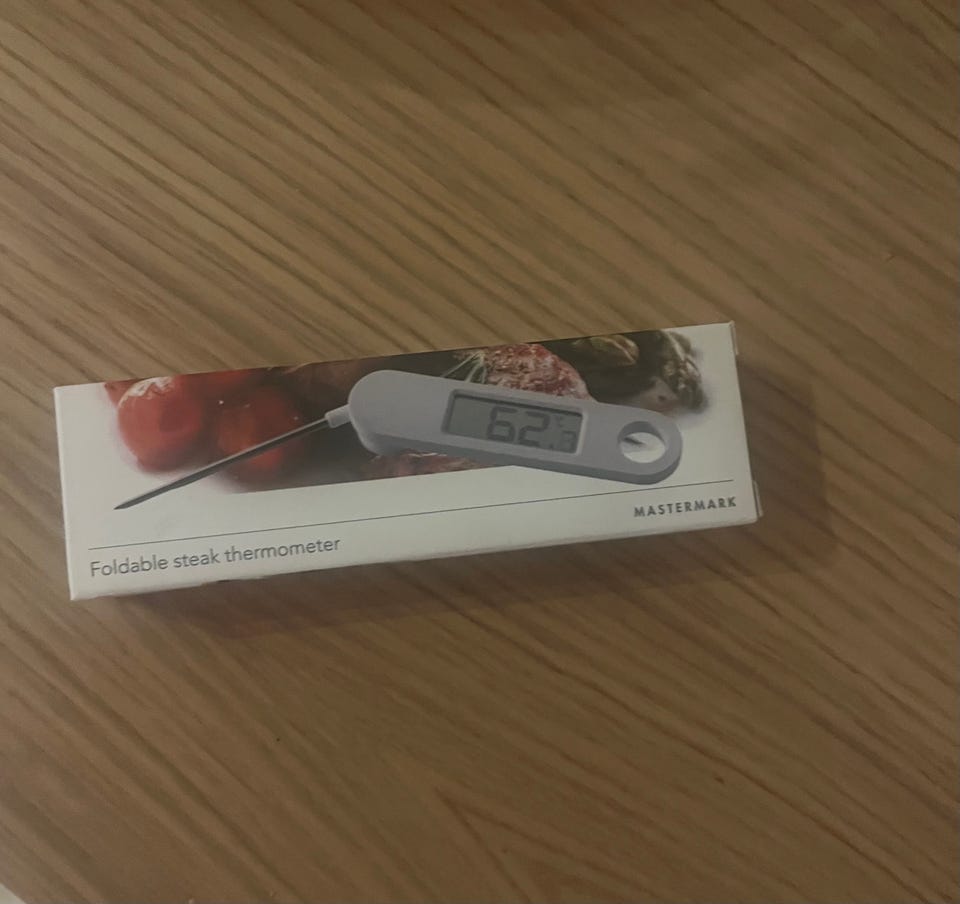 62.3
°C
MASTERMARK
Foldable steak thermometer